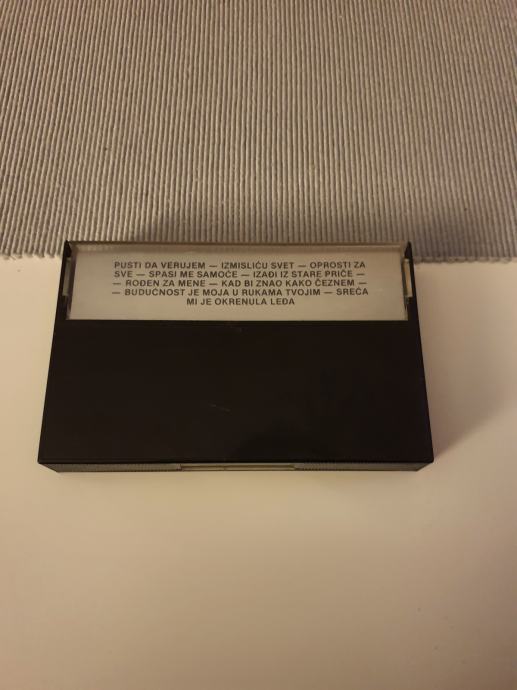 PUSTI DA VERUJEM — IZMISLIĆU SVET — OPROSTI ZA
SVE — SPASI ME SAMOĆE — IZAĐI IZ STARE PRIČE —
— ROĐEN ZA MENE — KAD BI ZNAO KAKO ČEZNEM —
— BUDUĆNOST JE MOJA U RUKAMA TVOJIM — SREĆA
MI JE OKRENULA LEĐA